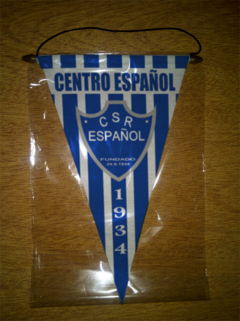 CENTRO ESPAÑOL
C S R
ESPAÑOL
FUNDADO
1934